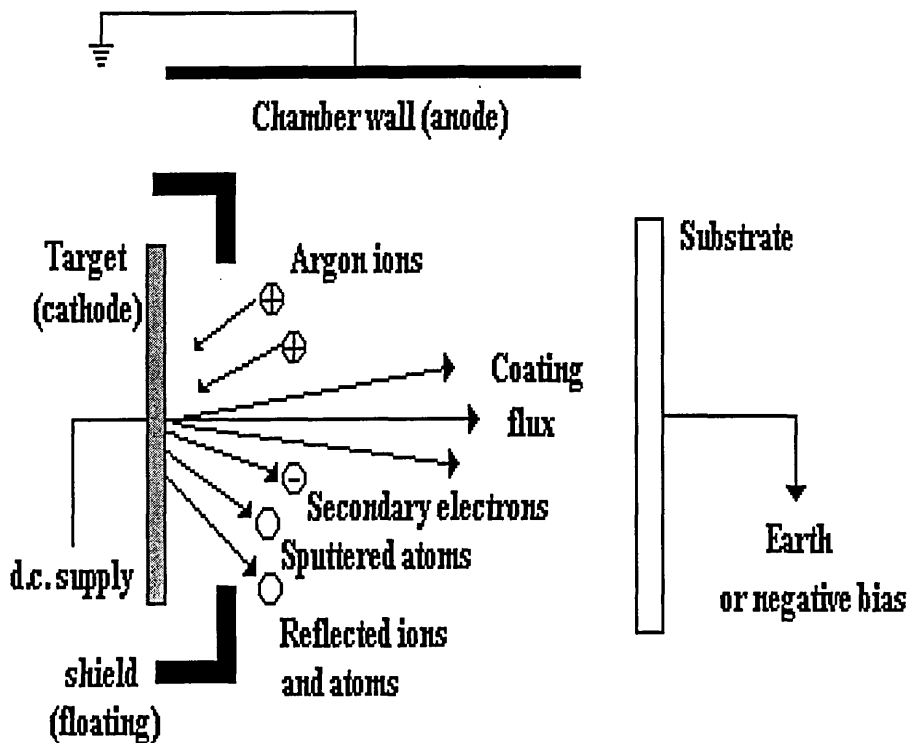 Chamber wall (anode)
Target
(cathode)
Argon ions
Substrate
Coating
flux
Secondary electrons
Sputtered atoms
d.c. supply
Earth
or negative bias
Reflected ions
and atoms
shield
(floating)